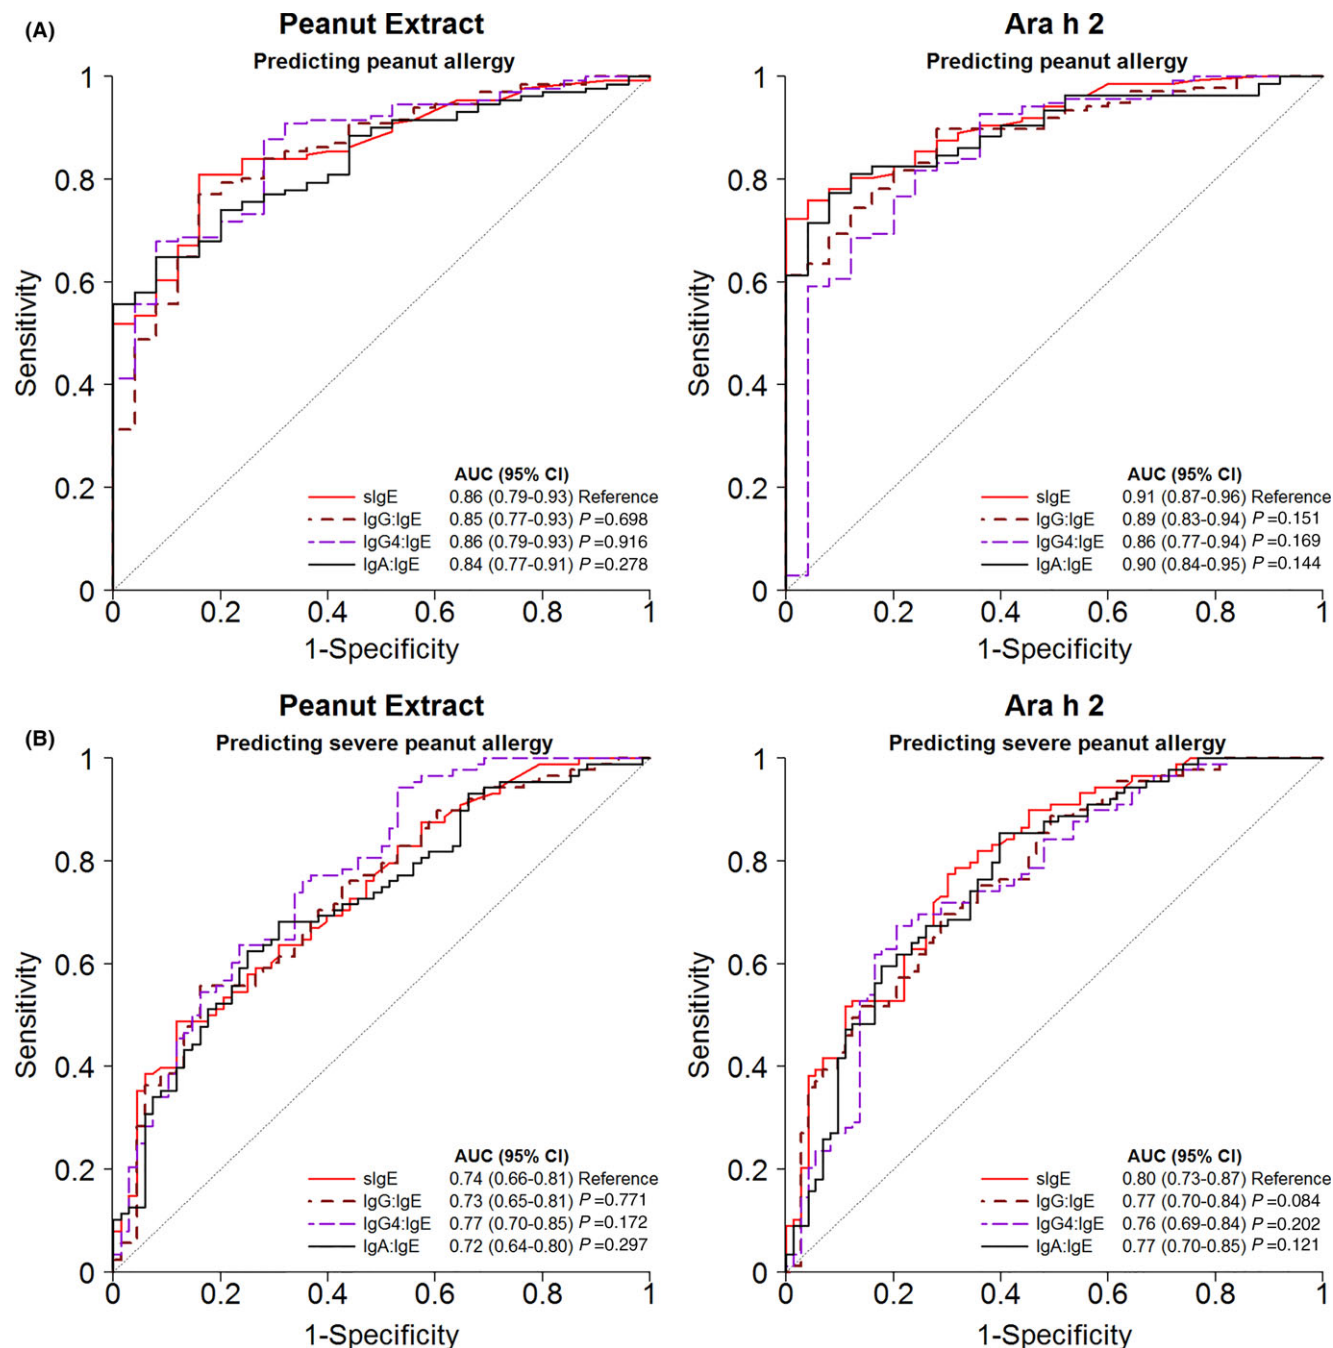 (A)
Peanut Extract
Predicting peanut allergy
1
0.8
0.6
0.4
0.2
0
Sensitivity
AUC (95% CI)
sIgE 0.86 (0.79-0.93) Reference
IgG:IgE 0.85 (0.77-0.93) P=0.698
IgG4:IgE 0.86 (0.79-0.93) P=0.916
IgA:IgE 0.84 (0.77-0.91) P=0.278
0 0.2 0.4 0.6 0.8 1
1-Specificity
Ara h 2
Predicting peanut allergy
1
0.8
0.6
0.4
0.2
0
Sensitivity
AUC (95% CI)
sIgE 0.91 (0.87-0.96) Reference
IgG:IgE 0.89 (0.83-0.94) P=0.151
IgG4:IgE 0.86 (0.77-0.94) P=0.169
IgA:IgE 0.90 (0.84-0.95) P=0.144
0 0.2 0.4 0.6 0.8 1
1-Specificity
(B)
Peanut Extract
Predicting severe peanut allergy
1
0.8
0.6
0.4
0.2
0
Sensitivity
AUC (95% CI)
sIgE 0.74 (0.66-0.81) Reference
IgG:IgE 0.73 (0.65-0.81) P=0.771
IgG4:IgE 0.77 (0.70-0.85) P=0.172
IgA:IgE 0.72 (0.64-0.80) P=0.297
0 0.2 0.4 0.6 0.8 1
1-Specificity
Ara h 2
Predicting severe peanut allergy
1
0.8
0.6
0.4
0.2
0
Sensitivity
AUC (95% CI)
sIgE 0.80 (0.73-0.87) Reference
IgG:IgE 0.77 (0.70-0.84) P=0.084
IgG4:IgE 0.76 (0.69-0.84) P=0.202
IgA:IgE 0.77 (0.70-0.85) P=0.121
0 0.2 0.4 0.6 0.8 1
1-Specificity